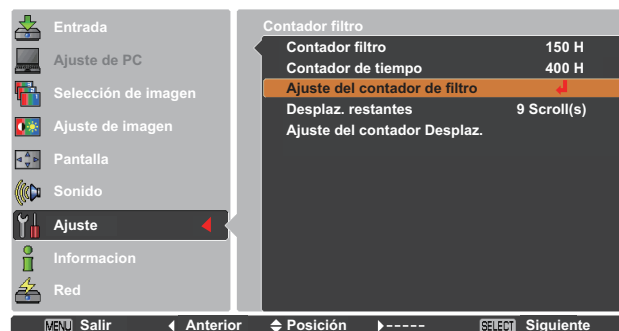 Entrada
Ajuste de PC
Selección de imagen
Ajuste de imagen
Pantalla
Sonido
Ajuste
Informacion
Red
Contador filtro
Contador filtro 150 H
Contador de tiempo 400 H
Ajuste del contador de filtro
Desplaz. restantes 9 Scroll(s)
Ajuste del contador Desplaz.
MENU Salir Anterior Posición ----- SELECT Siguiente